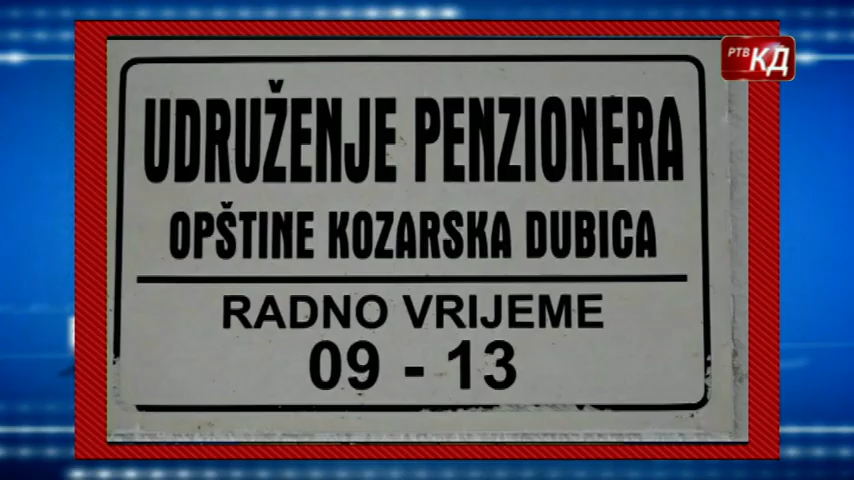 РТВ КД
UDRUŽENJE PENZIONERA
OPŠTINE KOZARSKA DUBICA
RADNO VRIJEME
09 - 13